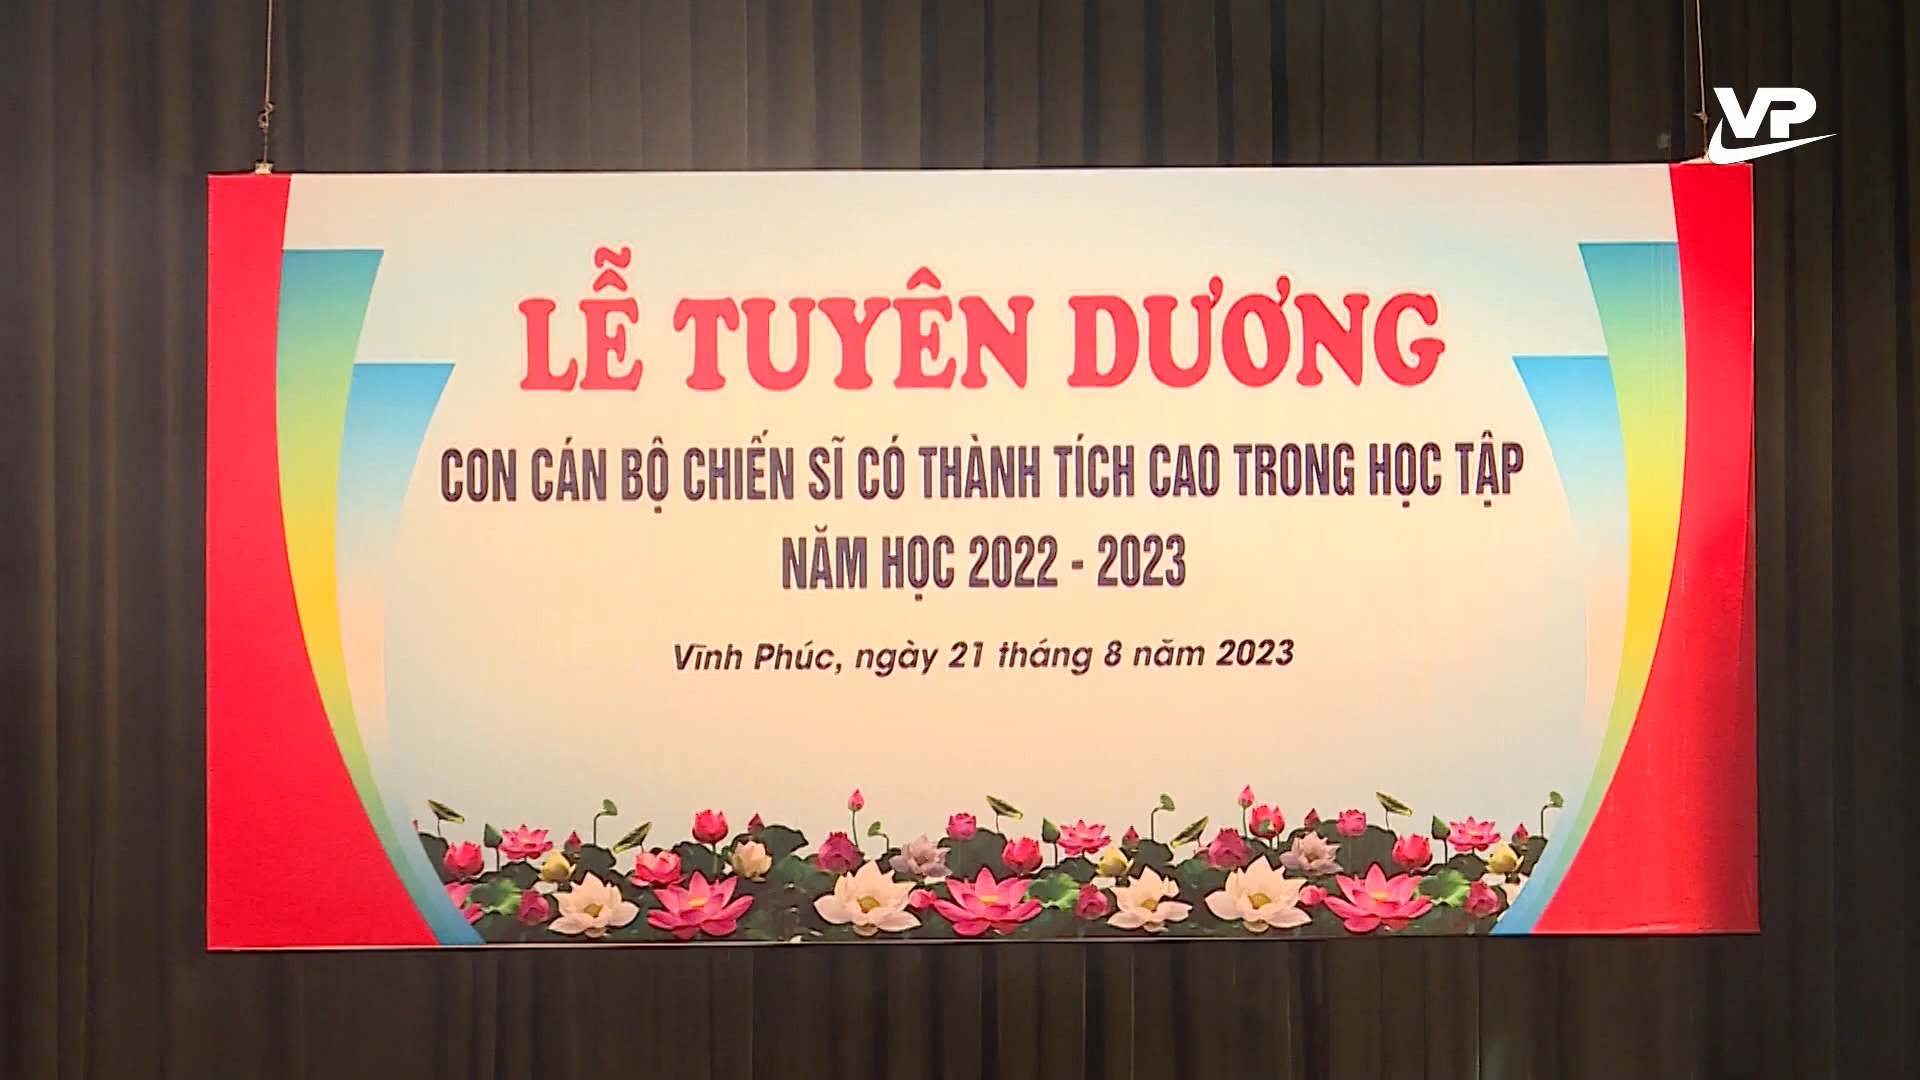 VP
LỄ TUYÊN DƯƠNG
CON CÁN BỘ CHIẾN SĨ CÓ THÀNH TÍCH CAO TRONG HỌC TẬP
NĂM HỌC 2022 - 2023
Vĩnh Phúc, ngày 21 tháng 8 năm 2023